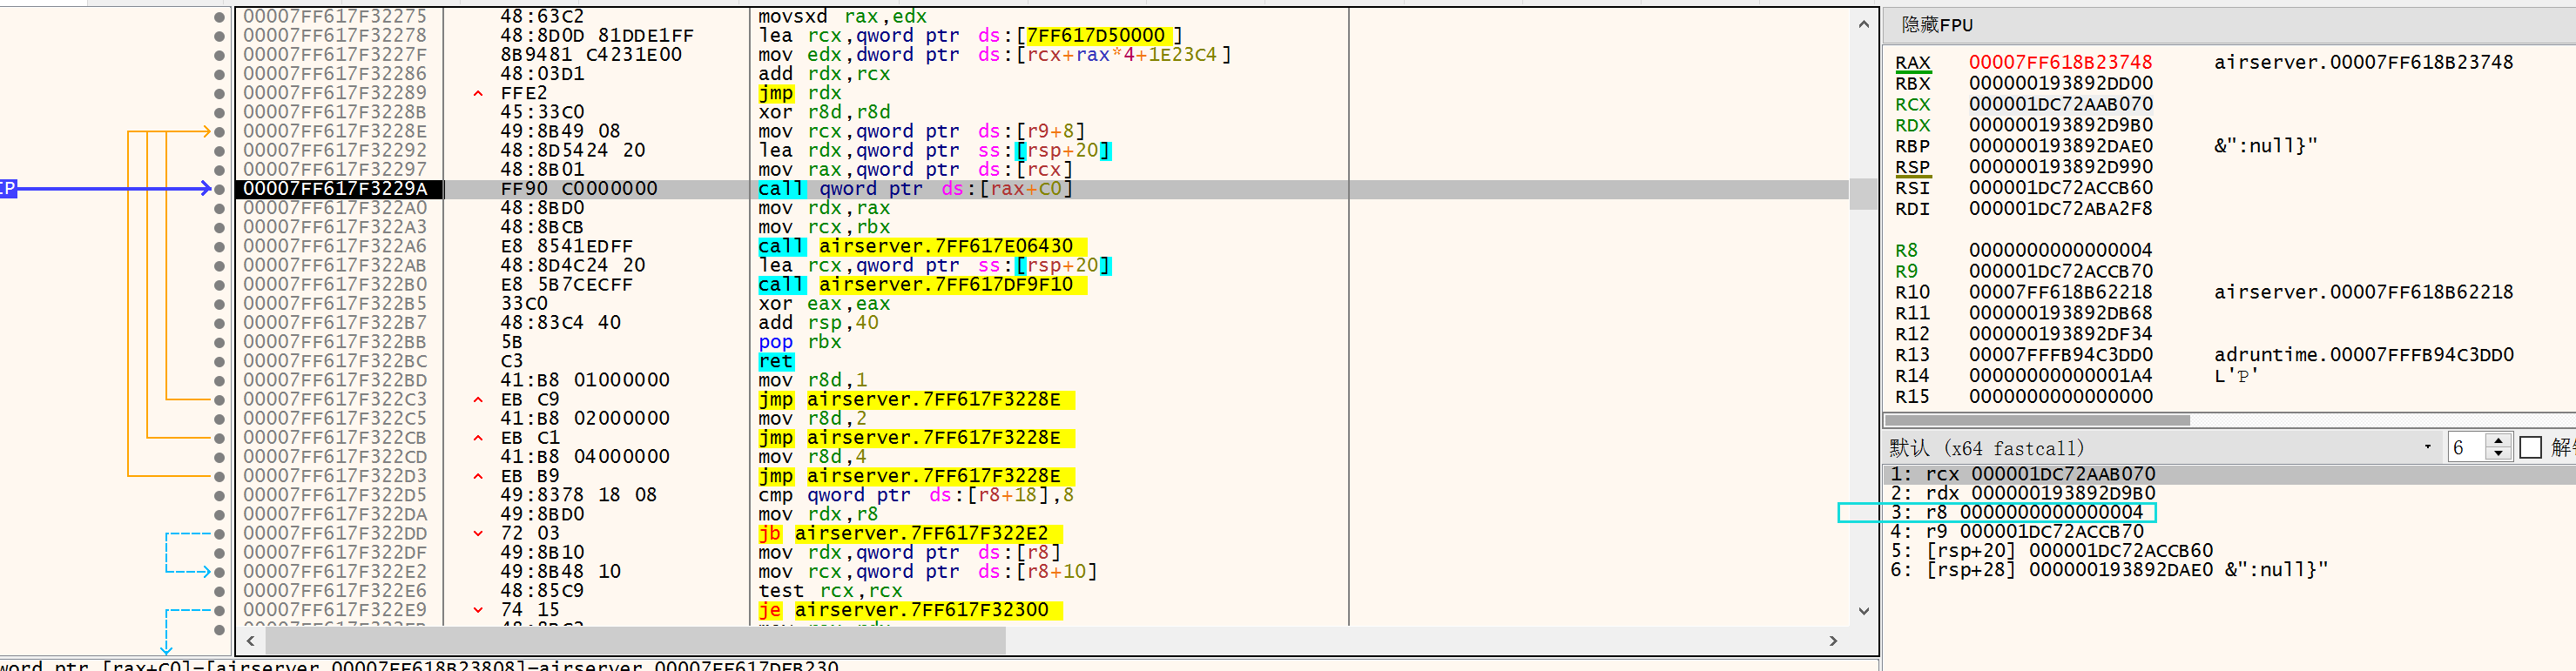 00007FF617F32275 48:63C2 movsxd rax,edx
00007FF617F32278 48:8D0D 81DDE1FF lea rcx,qword ptr ds:[7FF617D50000]
00007FF617F3227F 8B9481 C4231E00 mov edx,dword ptr ds:[rcx+rax*4+1E23C4]
00007FF617F32286 48:03D1 add rdx,rcx
00007FF617F32289 FFE2 jmp rdx
00007FF617F3228B 45:33C0 xor r8d,r8d
00007FF617F3228E 49:8B49 08 mov rcx,qword ptr ds:[r9+8]
00007FF617F32292 48:8D5424 20 lea rdx,qword ptr ss:[rsp+20]
00007FF617F32297 48:8B01 mov rax,qword ptr ds:[rcx]
00007FF617F3229A FF90 C0000000 call qword ptr ds:[rax+C0]
00007FF617F322A0 48:8BD0 mov rdx,rax
00007FF617F322A3 48:8BCB mov rcx,rbx
00007FF617F322A6 E8 8541EDFF call airserver.7FF617E06430
00007FF617F322AB 48:8D4C24 20 lea rcx,qword ptr ss:[rsp+20]
00007FF617F322B0 E8 5B7CECFF call airserver.7FF617DF9F10
00007FF617F322B5 33C0 xor eax,eax
00007FF617F322B7 48:83C4 40 add rsp,40
00007FF617F322BB 5B pop rbx
00007FF617F322BC C3 ret
00007FF617F322BD 41:B8 01000000 mov r8d,1
00007FF617F322C3 EB C9 jmp airserver.7FF617F3228E
00007FF617F322C5 41:B8 02000000 mov r8d,2
00007FF617F322CB EB C1 jmp airserver.7FF617F3228E
00007FF617F322CD 41:B8 04000000 mov r8d,4
00007FF617F322D3 EB B9 jmp airserver.7FF617F3228E
00007FF617F322D5 49:8378 18 08 cmp qword ptr ds:[r8+18],8
00007FF617F322DA 49:8BD0 mov rdx,r8
00007FF617F322DD 72 03 jb airserver.7FF617F322E2
00007FF617F322DF 49:8B10 mov rdx,qword ptr ds:[r8]
00007FF617F322E2 49:8B48 10 mov rcx,qword ptr ds:[r8+10]
00007FF617F322E6 48:85C9 test rcx,rcx
00007FF617F322E9 74 15 je airserver.7FF617F32300
word ptr [rax+C0]=[airserver.00007FF618B23808]=airserver.00007FF617DFB230
隐藏FPU
RAX 00007FF618B23748 airserver.00007FF618B23748
RBX 000000193892DD00
RCX 000001DC72AAB070
RDX 000000193892D9B0
RBP 000000193892DAE0 &":null}"
RSP 000000193892D990
RSI 000001DC72ACCB60
RDI 000001DC72ABA2F8
R8 0000000000000004
R9 000001DC72ACCB70
R10 00007FF618B62218 airserver.00007FF618B62218
R11 000000193892DB68
R12 000000193892DF34
R13 00007FFFB94C3DD0 adruntime.00007FFFB94C3DD0
R14 00000000000001A4 L'Ƥ'
R15 0000000000000000
默认 (x64 fastcall) 6
1: rcx 000001DC72AAB070
2: rdx 000000193892D9B0
3: r8 0000000000000004
4: r9 000001DC72ACCB70
5: [rsp+20] 000001DC72ACCB60
6: [rsp+28] 000000193892DAE0 &":null}"